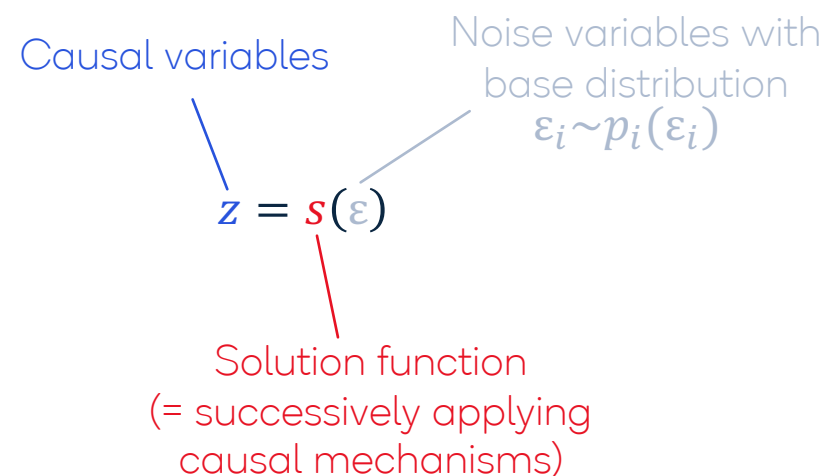 Causal variables
Noise variables with
base distribution
εᵢ~pᵢ(εᵢ)
z = s(ε)
Solution function
(= successively applying
causal mechanisms)